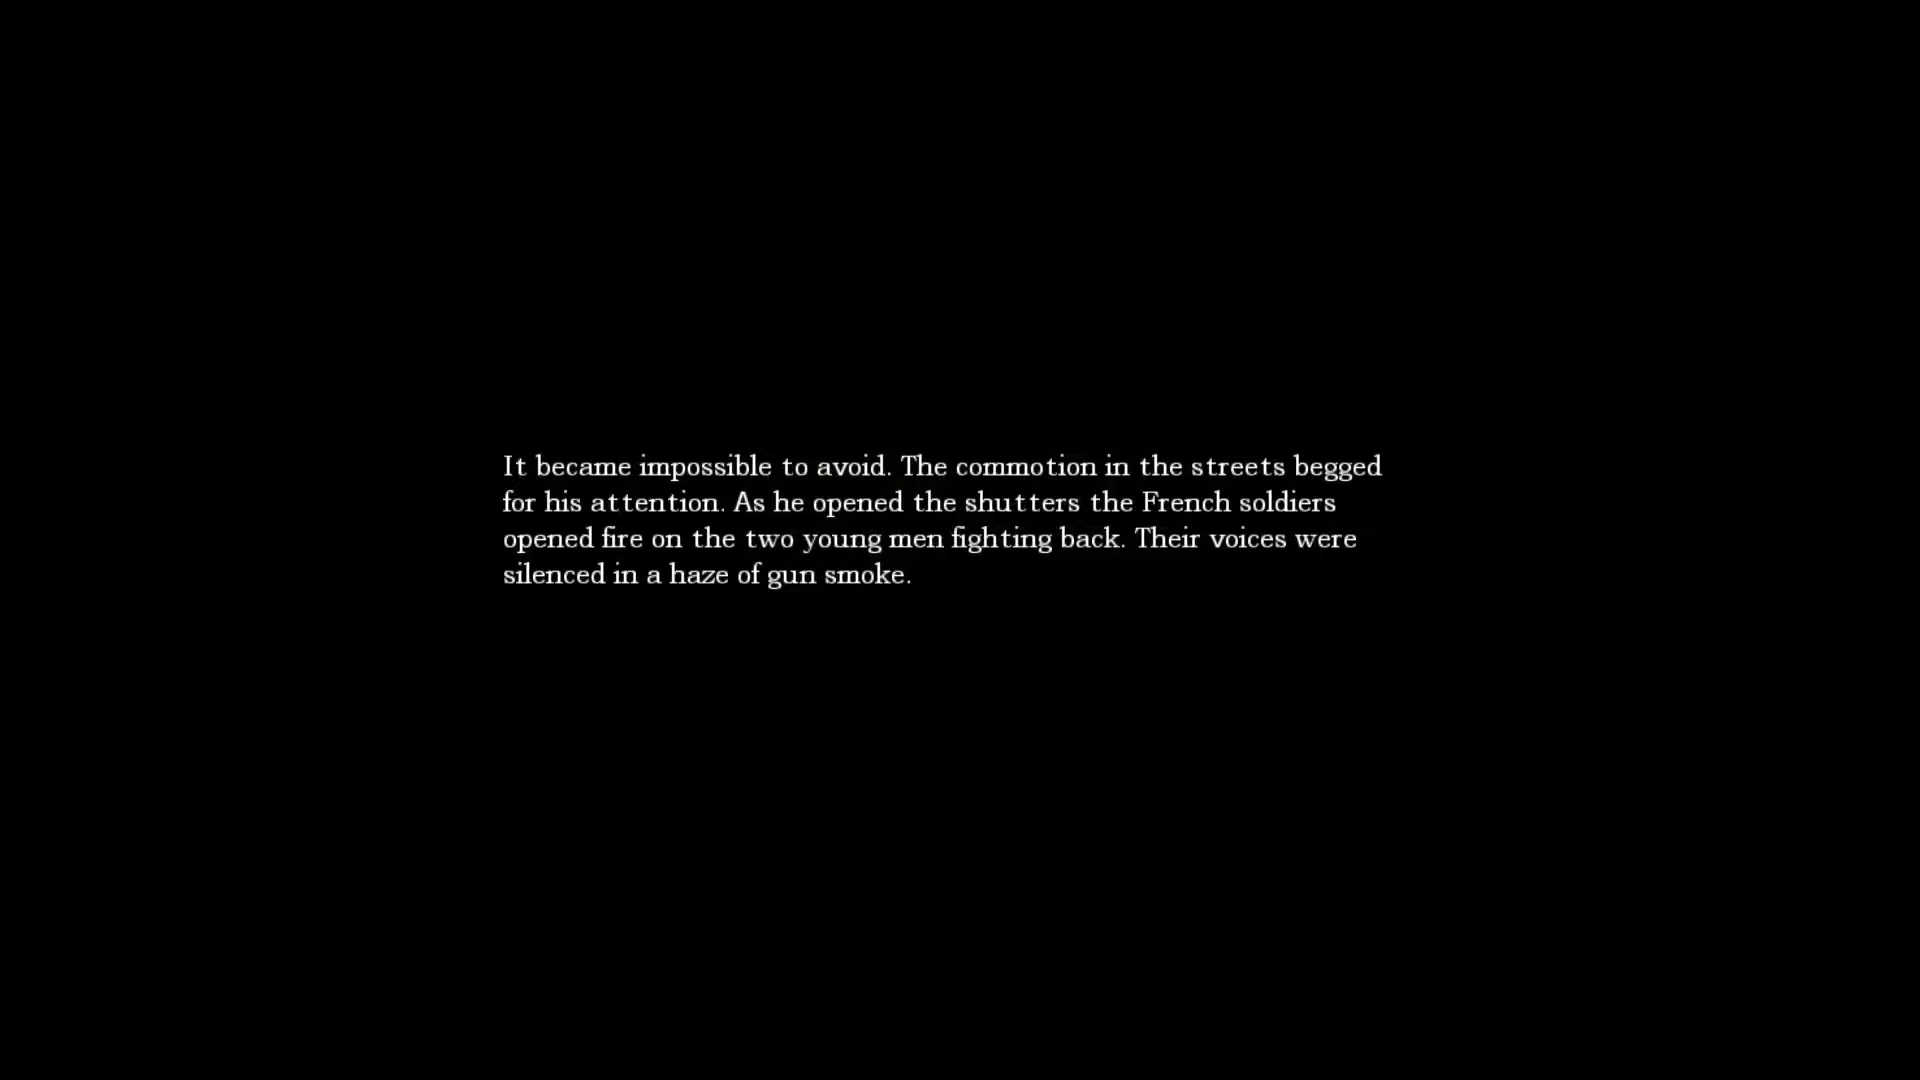 It became impossible to avoid. The commotion in the streets begged
for his attention. As he opened the shutters the French soldiers
opened fire on the two young men fighting back. Their voices were
silenced in a haze of gun smoke.